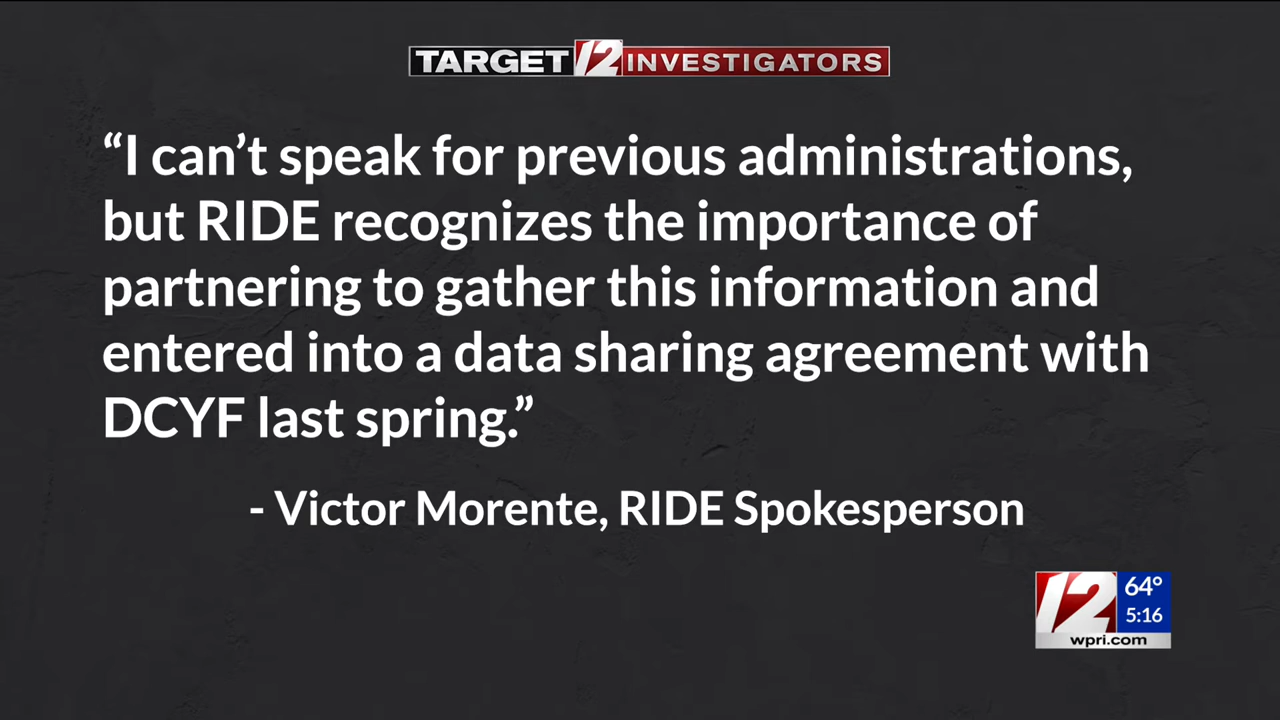 TARGET 12 INVESTIGATORS
“I can’t speak for previous administrations,
but RIDE recognizes the importance of
partnering to gather this information and
entered into a data sharing agreement with
DCYF last spring.”
- Victor Morente, RIDE Spokesperson
12
64°
5:16
wpri.com